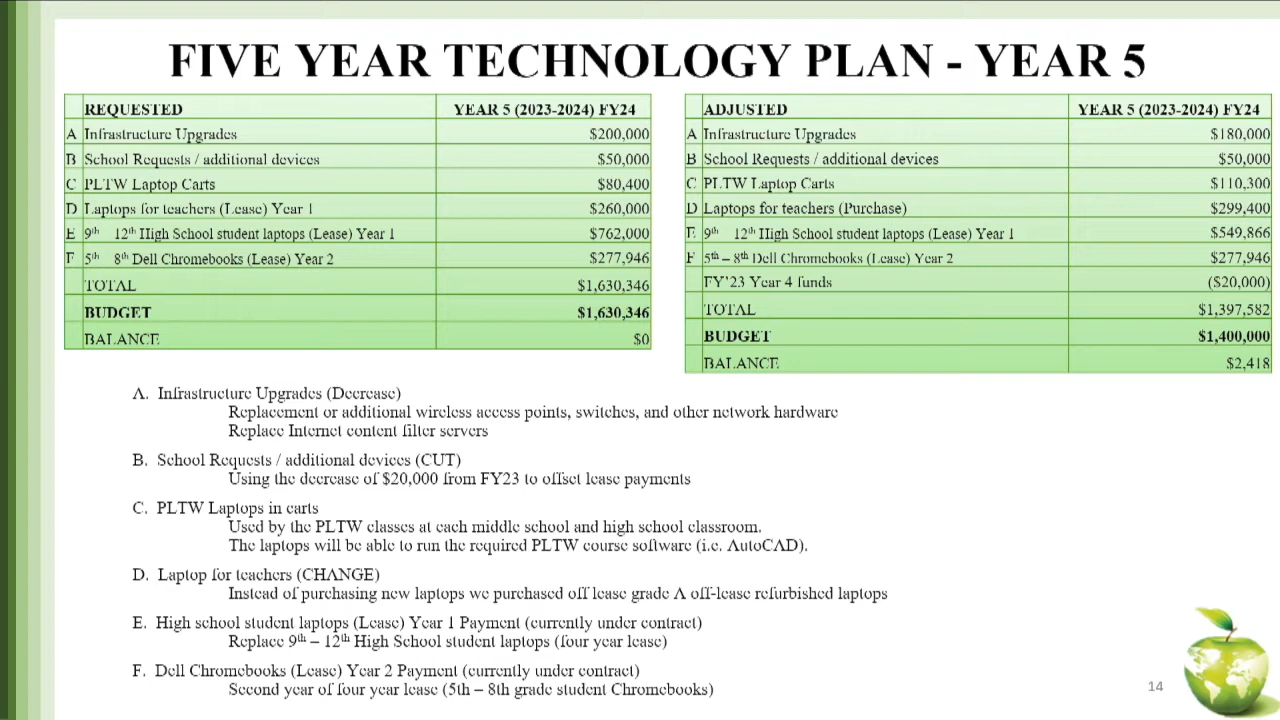 FIVE YEAR TECHNOLOGY PLAN - YEAR 5
REQUESTED YEAR 5 (2023-2024) FY24
A Infrastructure Upgrades $200,000
B School Requests / additional devices $50,000
C PLTW Laptop Carts $80,400
D Laptops for teachers (Lease) Year 1 $260,000
E 9th 12th High School student laptops (Lease) Year 1 $762,000
F 5th 8th Dell Chromebooks (Lease) Year 2 $277,946
TOTAL $1,630,346
BUDGET $1,630,346
BALANCE $0
ADJUSTED YEAR 5 (2023-2024) FY24
A Infrastructure Upgrades $180,000
B School Requests / additional devices $50,000
C PLTW Laptop Carts $110,300
D Laptops for teachers (Purchase) $299,400
E 9th 12th High School student laptops (Lease) Year 1 $549,866
F 5th – 8th Dell Chromebooks (Lease) Year 2 $277,946
FY'23 Year 4 funds ($20,000)
TOTAL $1,397,582
BUDGET $1,400,000
BALANCE $2,418
A. Infrastructure Upgrades (Decrease)
Replacement or additional wireless access points, switches, and other network hardware
Replace Internet content filter servers
B. School Requests / additional devices (CUT)
Using the decrease of $20,000 from FY23 to offset lease payments
C. PLTW Laptops in carts
Used by the PLTW classes at each middle school and high school classroom.
The laptops will be able to run the required PLTW course software (i.e. AutoCAD).
D. Laptop for teachers (CHANGE)
Instead of purchasing new laptops we purchased off lease grade A off-lease refurbished laptops
E. High school student laptops (Lease) Year 1 Payment (currently under contract)
Replace 9th – 12th High School student laptops (four year lease)
F. Dell Chromebooks (Lease) Year 2 Payment (currently under contract)
Second year of four year lease (5th – 8th grade student Chromebooks)
14